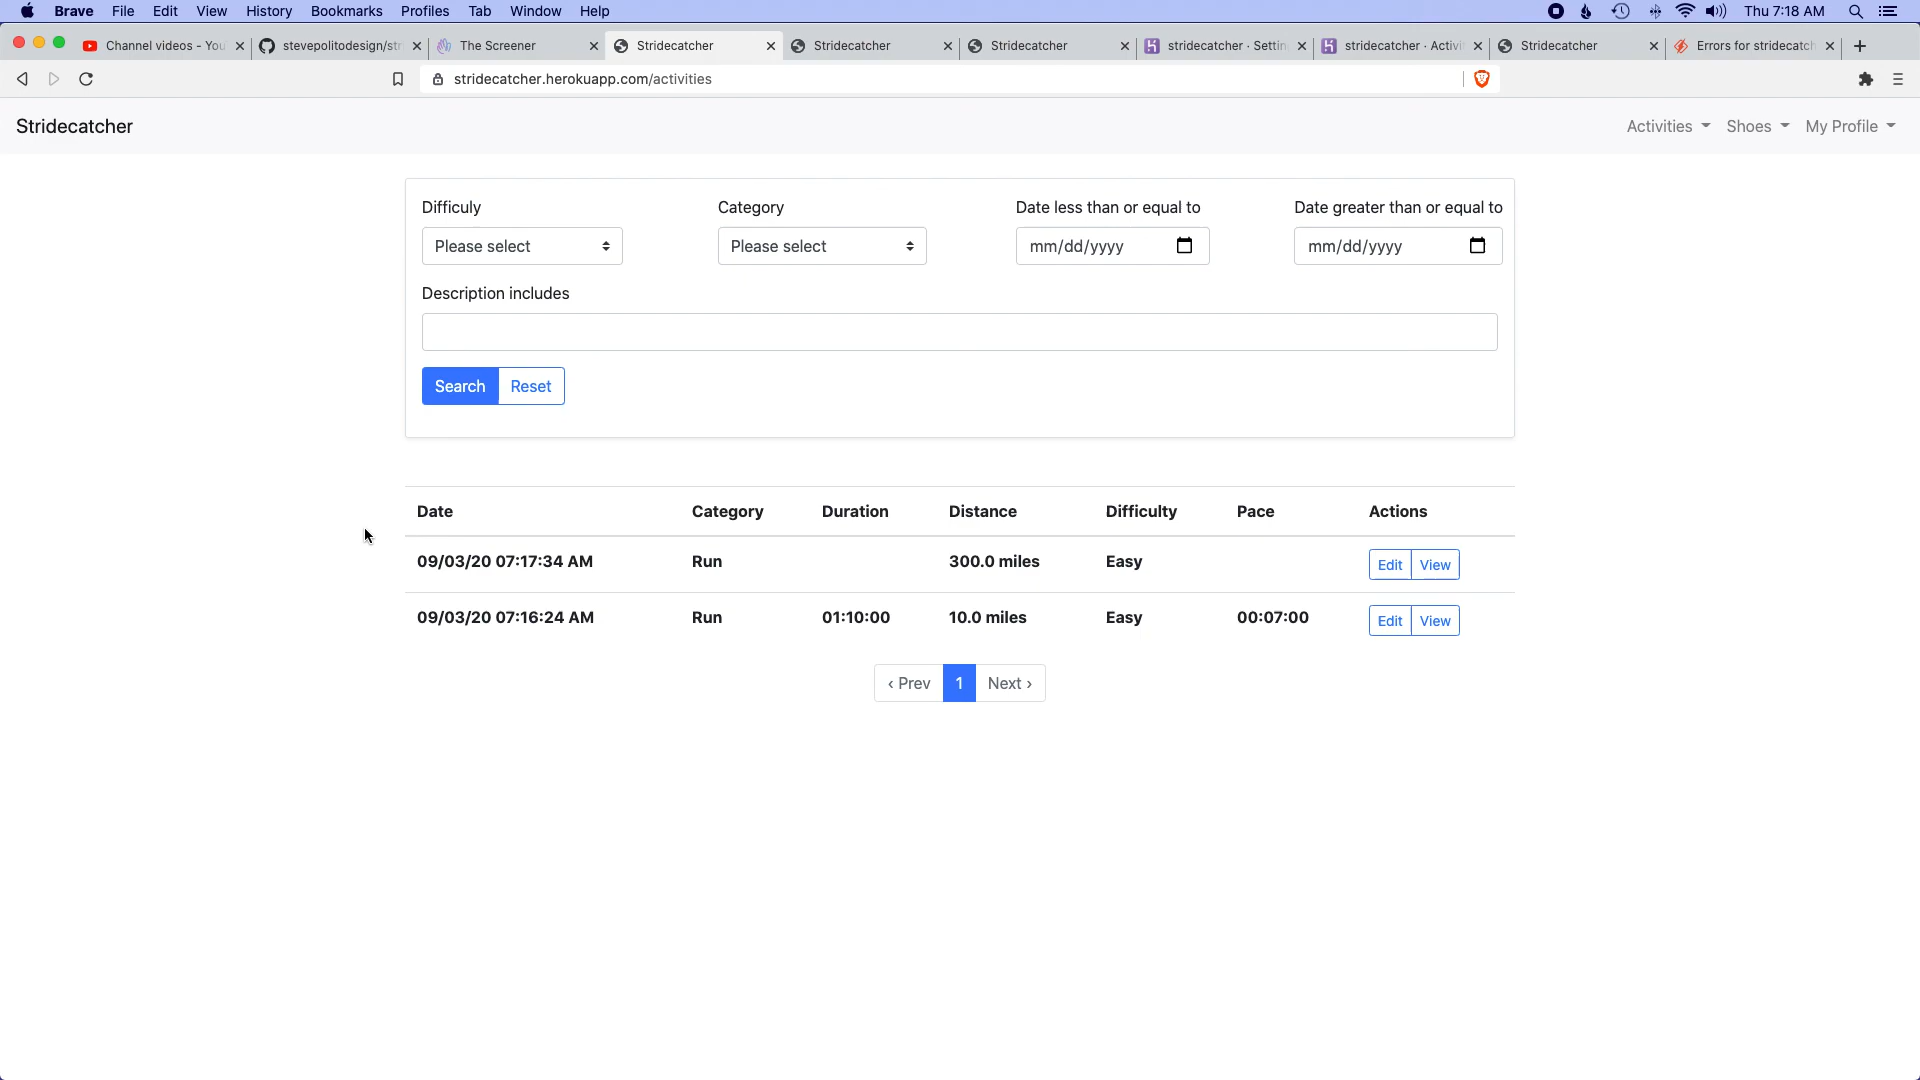 Brave File Edit View History Bookmarks Profiles Tab Window Help Thu 7:18 AM
Channel videos - You stevepolitodesign/str The Screener Stridecatcher Stridecatcher Stridecatcher stridecatcher · Settin stridecatcher · Activi Stridecatcher Errors for stridecatch
stridecatcher.herokuapp.com/activities
Stridecatcher Activities Shoes My Profile
Difficuly Category Date less than or equal to Date greater than or equal to
Please select Please select mm/dd/yyyy mm/dd/yyyy
Description includes
Search Reset
Date Category Duration Distance Difficulty Pace Actions
09/03/20 07:17:34 AM Run 300.0 miles Easy Edit View
09/03/20 07:16:24 AM Run 01:10:00 10.0 miles Easy 00:07:00 Edit View
‹ Prev 1 Next ›